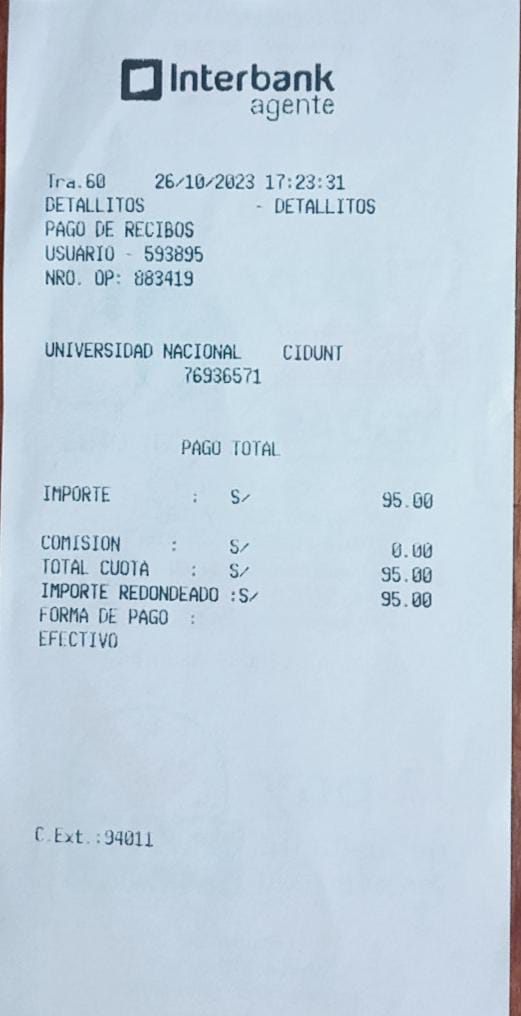 Interbank
agente
Tra.60 26/10/2023 17:23:31
DETALLITOS - DETALLITOS
PAGO DE RECIBOS
USUARIO - 593895
NRO. OP: 883419
UNIVERSIDAD NACIONAL CIDUNT
76936571
PAGO TOTAL
IMPORTE : S/ 95.00
COMISION : S/ 0.00
TOTAL CUOTA : S/ 95.00
IMPORTE REDONDEADO :S/ 95.00
FORMA DE PAGO :
EFECTIVO
C.Ext.:94011